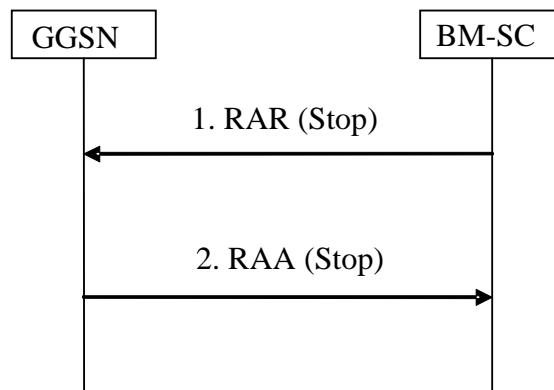 GGSN
BM-SC
1. RAR (Stop)
2. RAA (Stop)